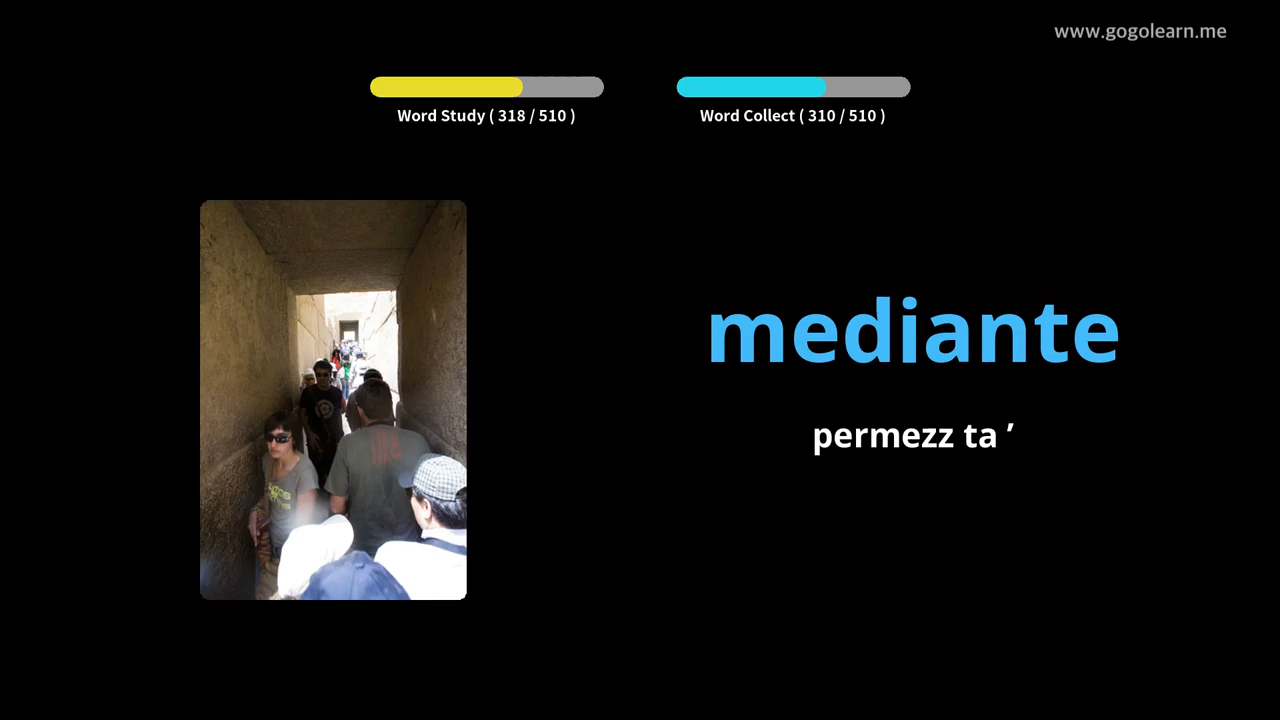 www.gogolearn.me
Word Study ( 318 / 510 )
Word Collect ( 310 / 510 )
mediante
permezz ta ’